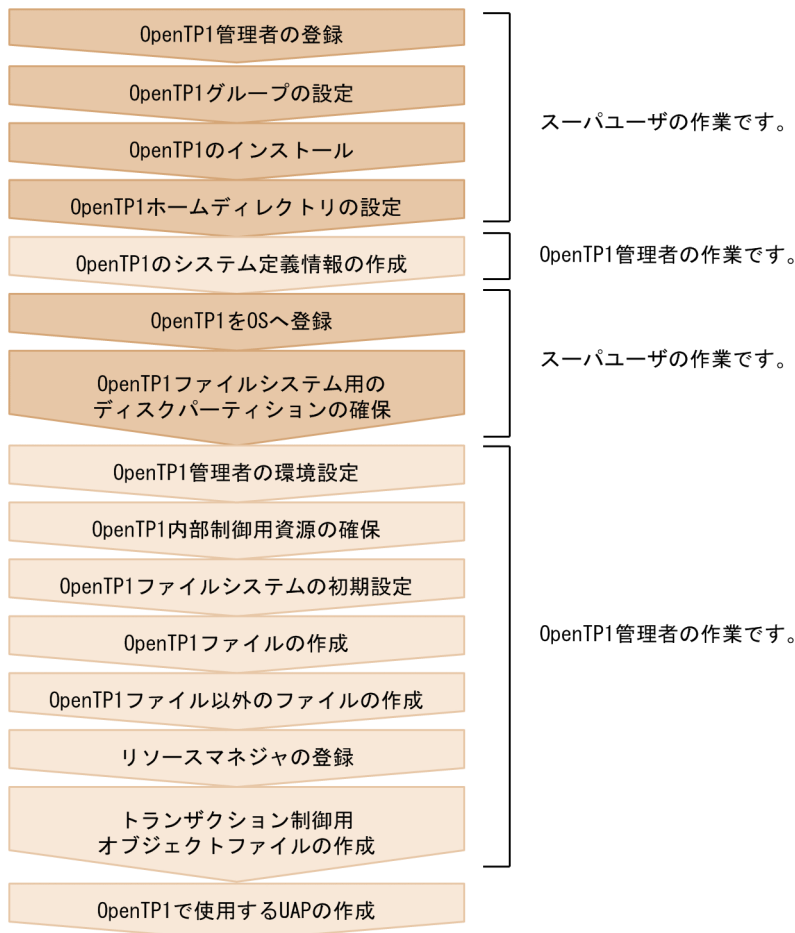 OpenTP1管理者の登録
OpenTP1グループの設定
OpenTP1のインストール
OpenTP1ホームディレクトリの設定
スーパユーザの作業です。
OpenTP1のシステム定義情報の作成
OpenTP1管理者の作業です。
OpenTP1をOSへ登録
OpenTP1ファイルシステム用の
ディスクパーティションの確保
スーパユーザの作業です。
OpenTP1管理者の環境設定
OpenTP1内部制御用資源の確保
OpenTP1ファイルシステムの初期設定
OpenTP1ファイルの作成
OpenTP1ファイル以外のファイルの作成
リソースマネジャの登録
トランザクション制御用
オブジェクトファイルの作成
OpenTP1管理者の作業です。
OpenTP1で使用するUAPの作成